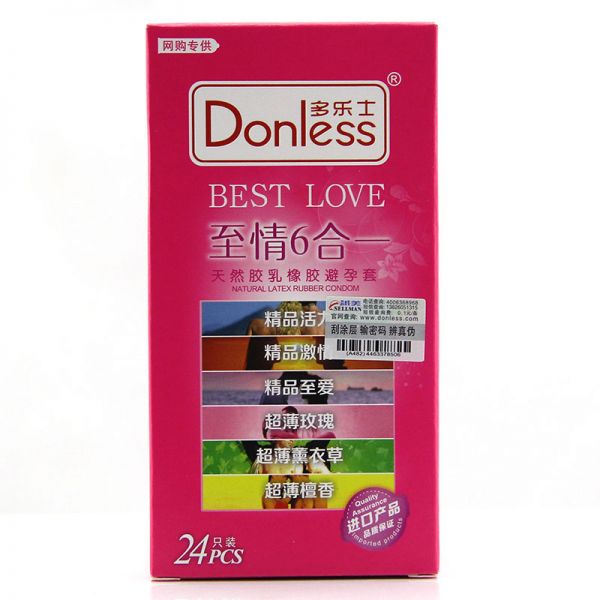 网购专供
Donless
多乐士
®
BEST LOVE
至情6合一
天然胶乳橡胶避孕套
NATURAL LATEX RUBBER CONDOM
精品活力
精品激情
精品至爱
超薄玫瑰
超薄薰衣草
超薄檀香
SELLMAN
官网查询: www.donless.com
刮涂层 输密码 辨真伪
(A482) 4463378506
Quality
Assurance
进口产品
品质保证
imported products
24只装
PCS